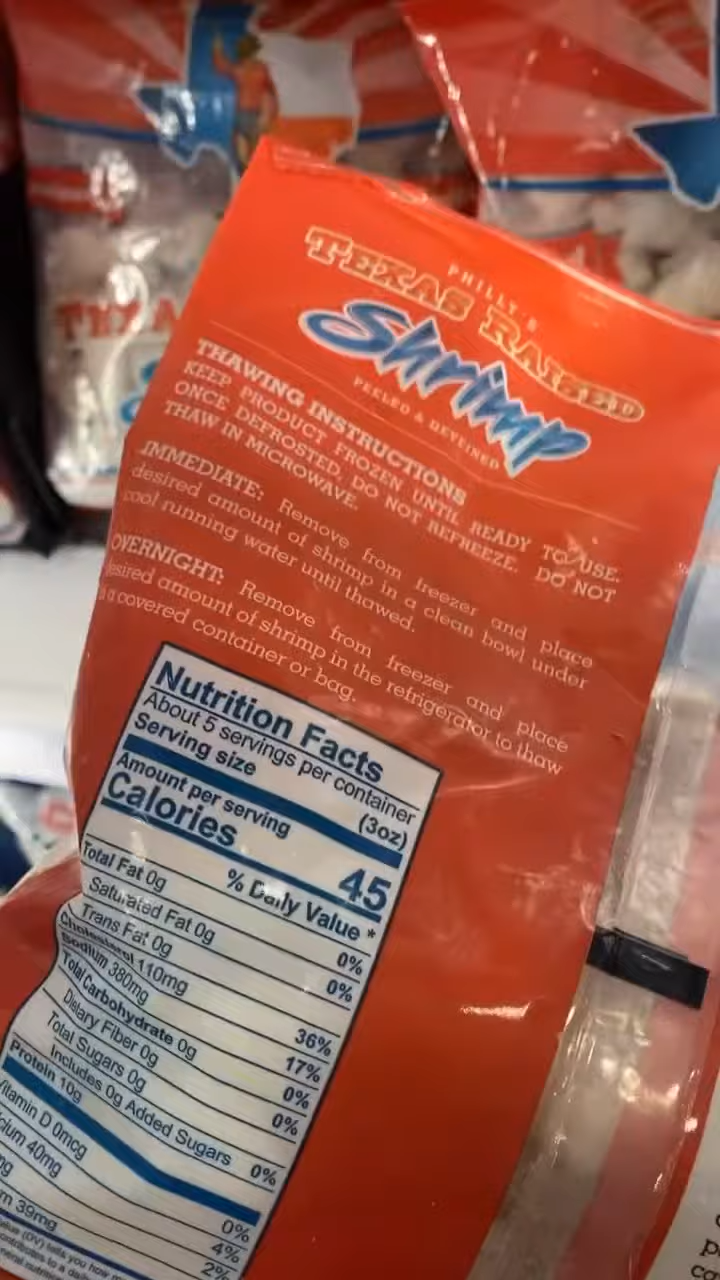 PHILLY'S
TEXAS RAISED
Shrimp
PEELED & DEVEINED
THAWING INSTRUCTIONS
KEEP PRODUCT FROZEN UNTIL READY TO USE.
ONCE DEFROSTED, DO NOT REFREEZE. DO NOT
THAW IN MICROWAVE.
IMMEDIATE: Remove from freezer and place
desired amount of shrimp in a clean bowl under
cool running water until thawed.
OVERNIGHT: Remove from freezer and place
desired amount of shrimp in the refrigerator to thaw
in a covered container or bag.
Nutrition Facts
About 5 servings per container
Serving size (3oz)
Amount per serving
Calories 45
% Daily Value *
Total Fat 0g 0%
Saturated Fat 0g 0%
Trans Fat 0g
Cholesterol 110mg 36%
Sodium 380mg 17%
Total Carbohydrate 0g 0%
Dietary Fiber 0g 0%
Total Sugars 0g
Includes 0g Added Sugars 0%
Protein 10g
Vitamin D 0mcg 0%
cium 40mg 4%
mg 2%
m 39mg